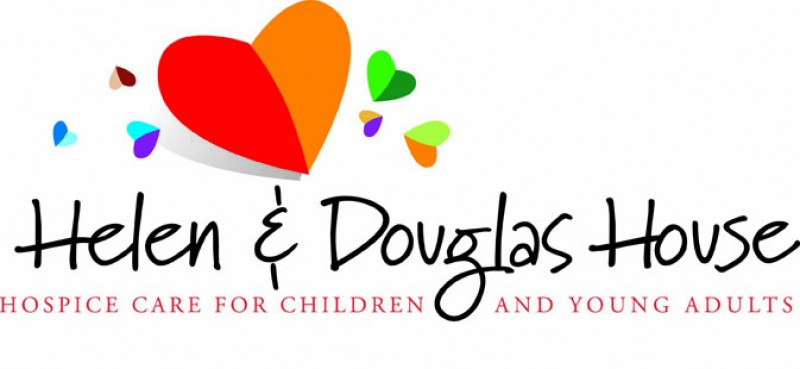 Helen & Douglas House
HOSPICE CARE FOR CHILDREN AND YOUNG ADULTS